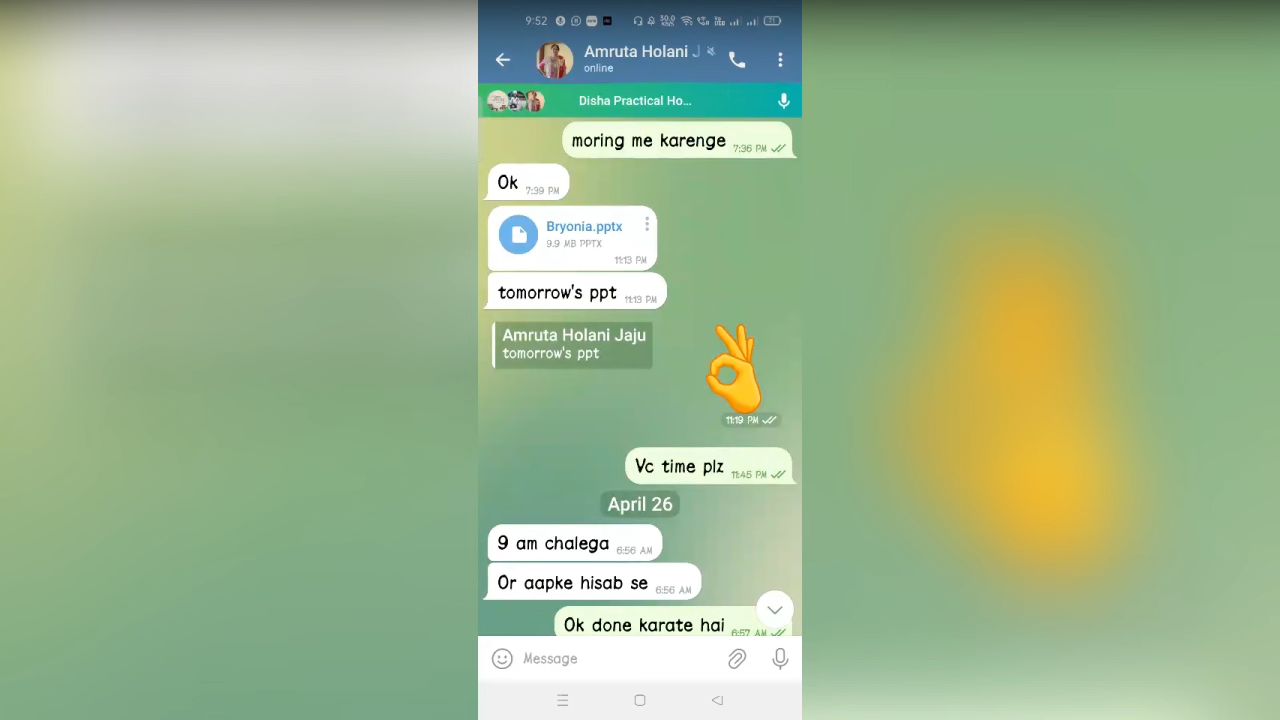 9:52
Amruta Holani J
online
Disha Practical Ho...
moring me karenge 7:36 PM
Ok 7:39 PM
Bryonia.pptx
9.9 MB PPTX
11:13 PM
tomorrow's ppt 11:13 PM
Amruta Holani Jaju
tomorrow's ppt
11:19 PM
Vc time plz 11:45 PM
April 26
9 am chalega 6:56 AM
Or aapke hisab se 6:56 AM
Ok done karate hai 6:57 AM
Message